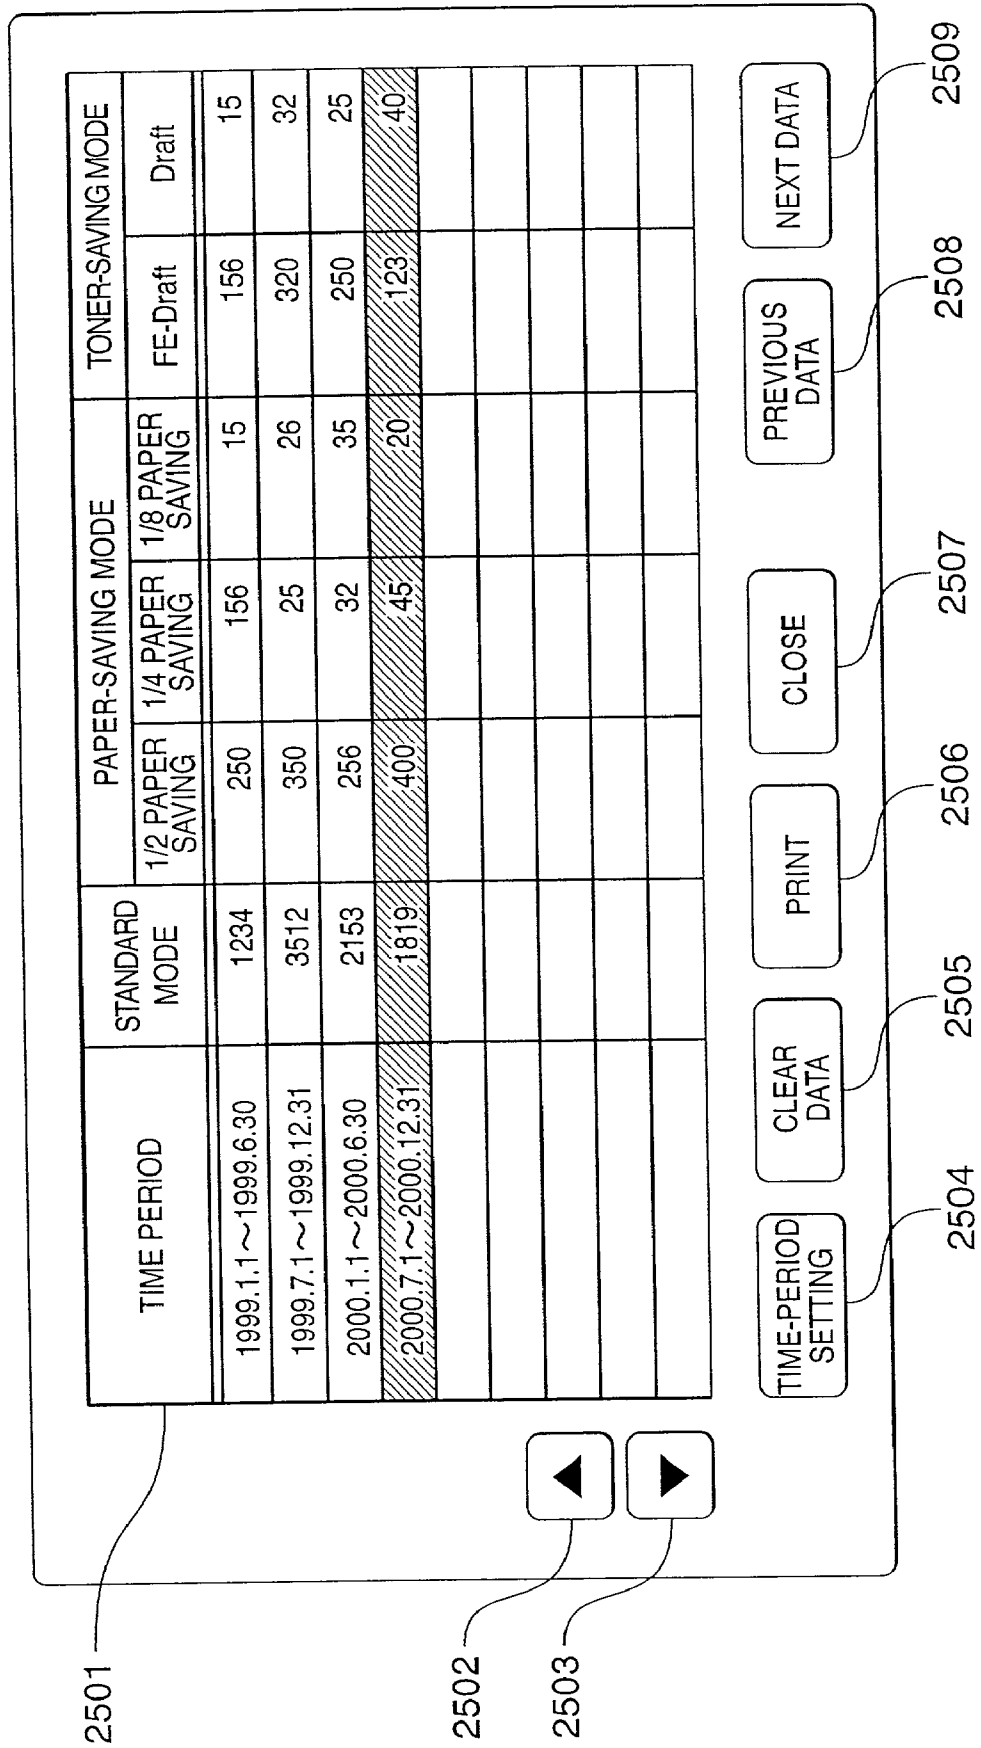 TIME PERIOD
STANDARD
MODE
PAPER-SAVING MODE
TONER-SAVING MODE
1/2 PAPER
SAVING
1/4 PAPER
SAVING
1/8 PAPER
SAVING
FE-Draft
Draft
1999.1.1～1999.6.30 1234 250 156 15 156 15
1999.7.1～1999.12.31 3512 350 25 26 320 32
2000.1.1～2000.6.30 2153 256 32 35 250 25
2000.7.1～2000.12.31 1819 400 45 20 123 40
TIME-PERIOD
SETTING
CLEAR
DATA
PRINT
CLOSE
PREVIOUS
DATA
NEXT DATA
2501
2502
2503
2504
2505
2506
2507
2508
2509